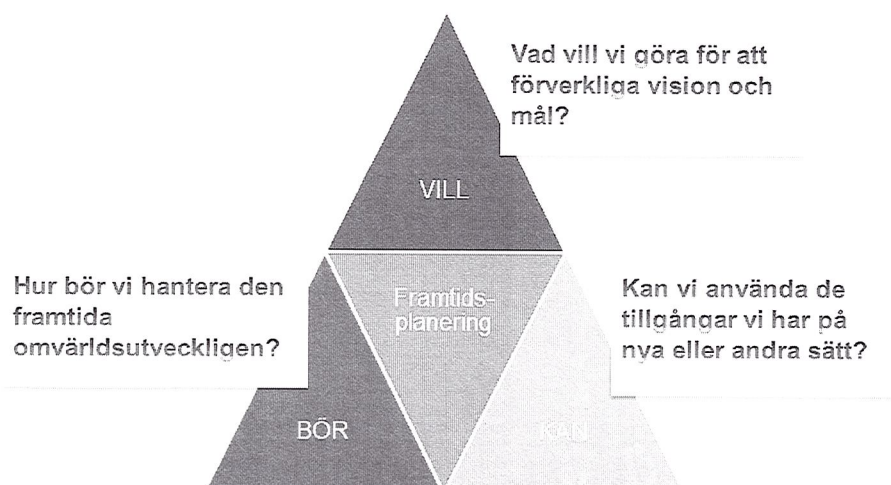 Vad vill vi göra för att
förverkliga vision och
mål?
VILL
Hur bör vi hantera den
framtida
omvärldsutveckligen?
Framtids-
planering
Kan vi använda de
tillgångar vi har på
nya eller andra sätt?
BÖR
KAN